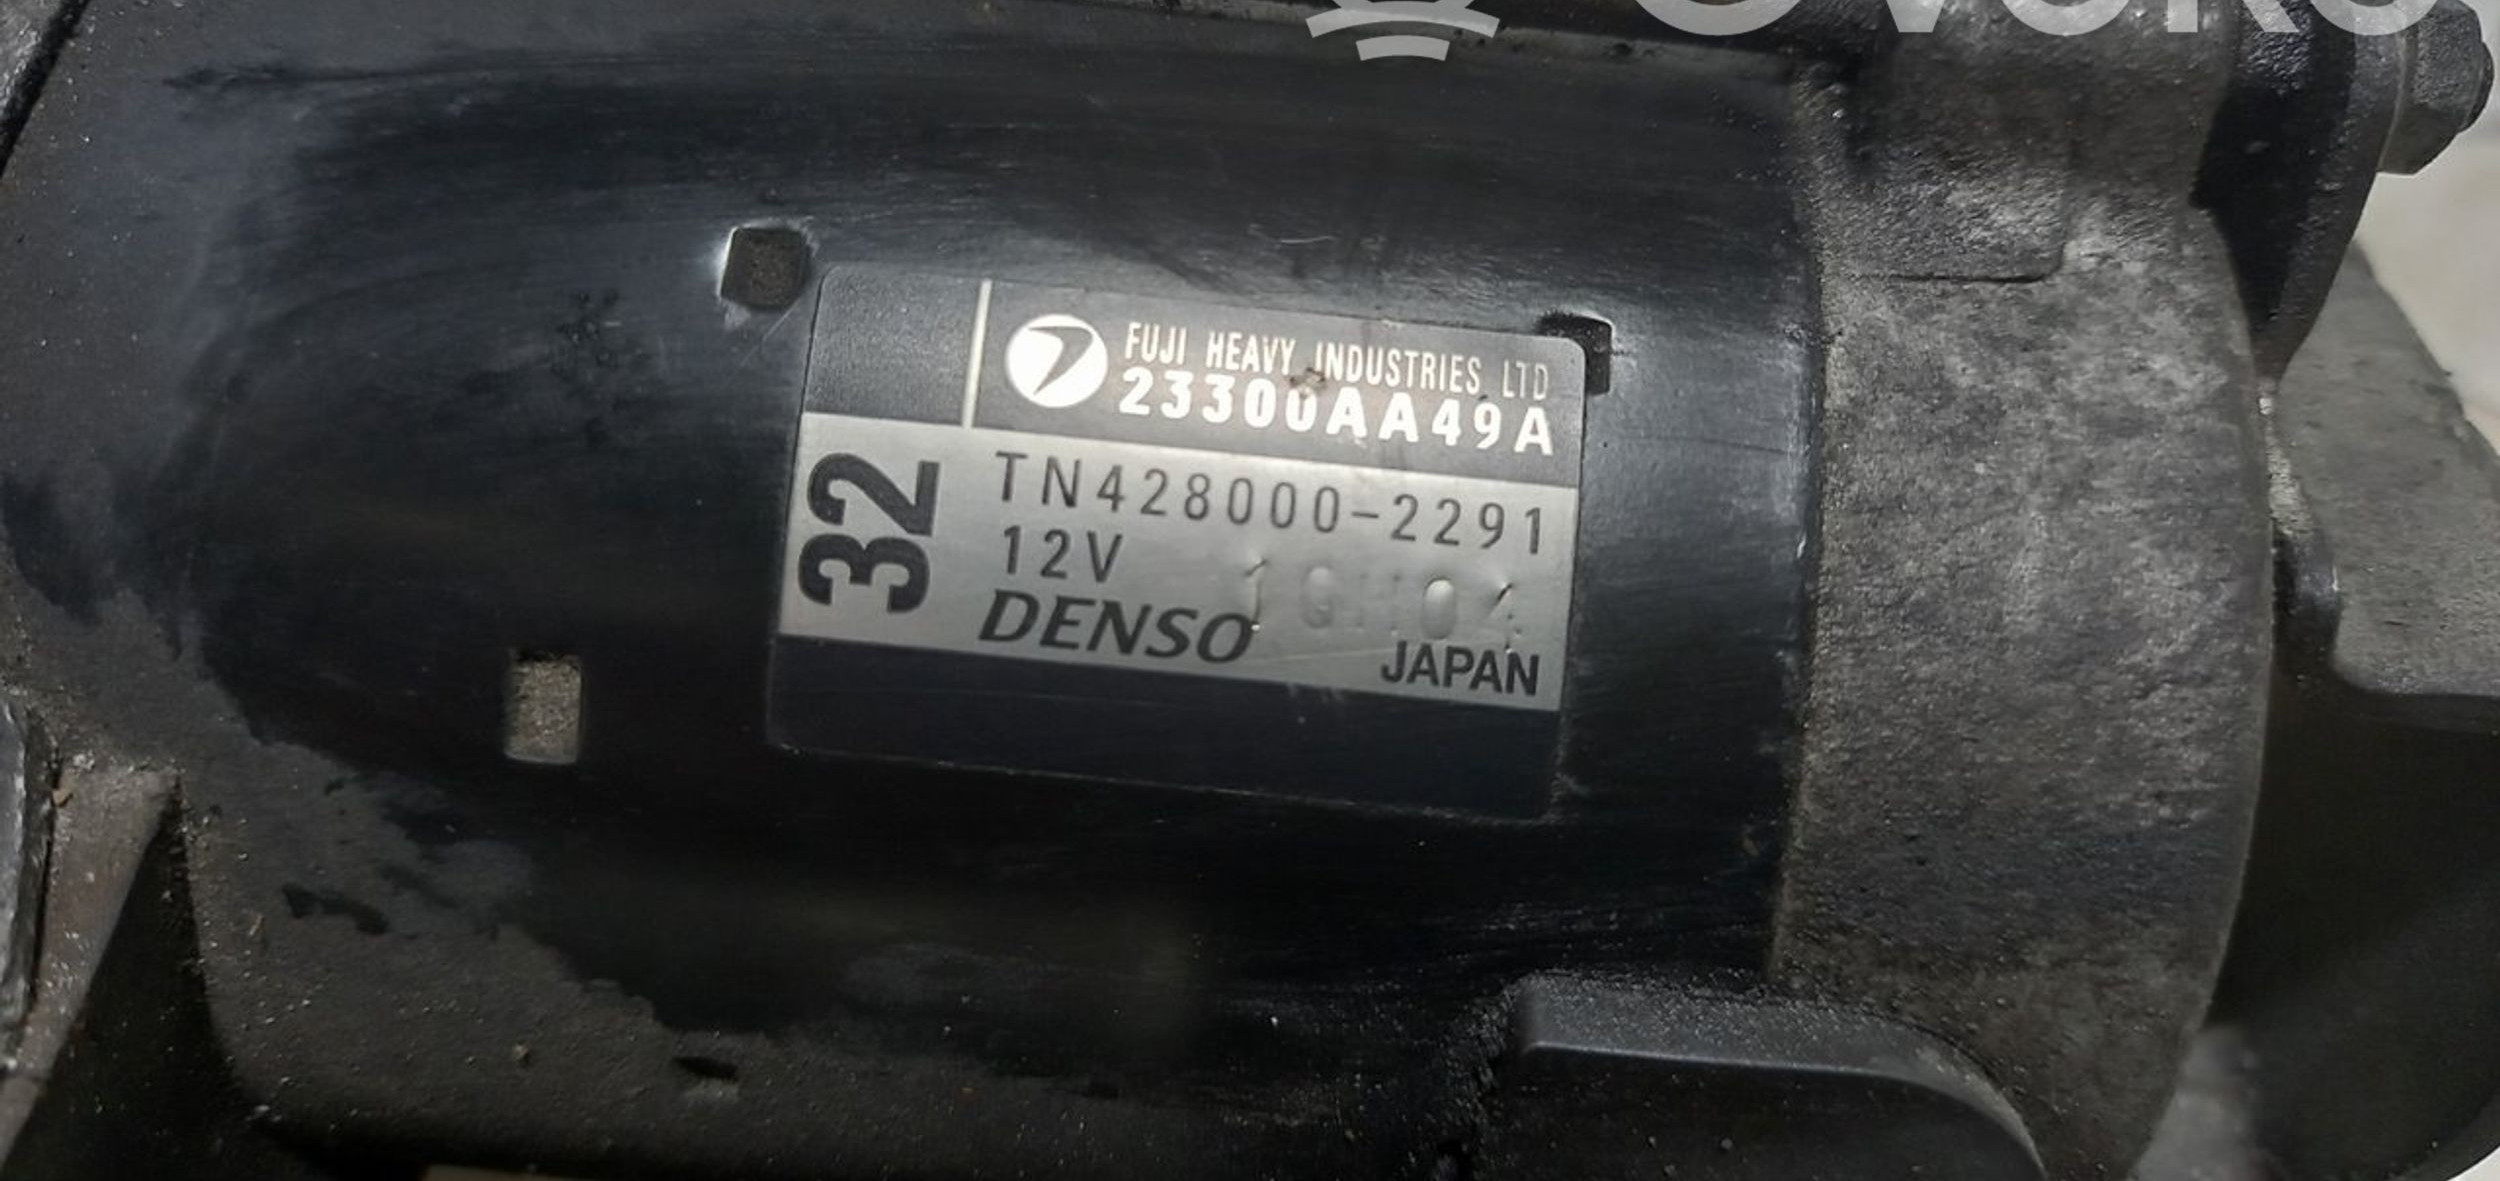 FUJI HEAVY INDUSTRIES, LTD
23300AA49A
32
TN428000-2291
12V
DENSO
JAPAN